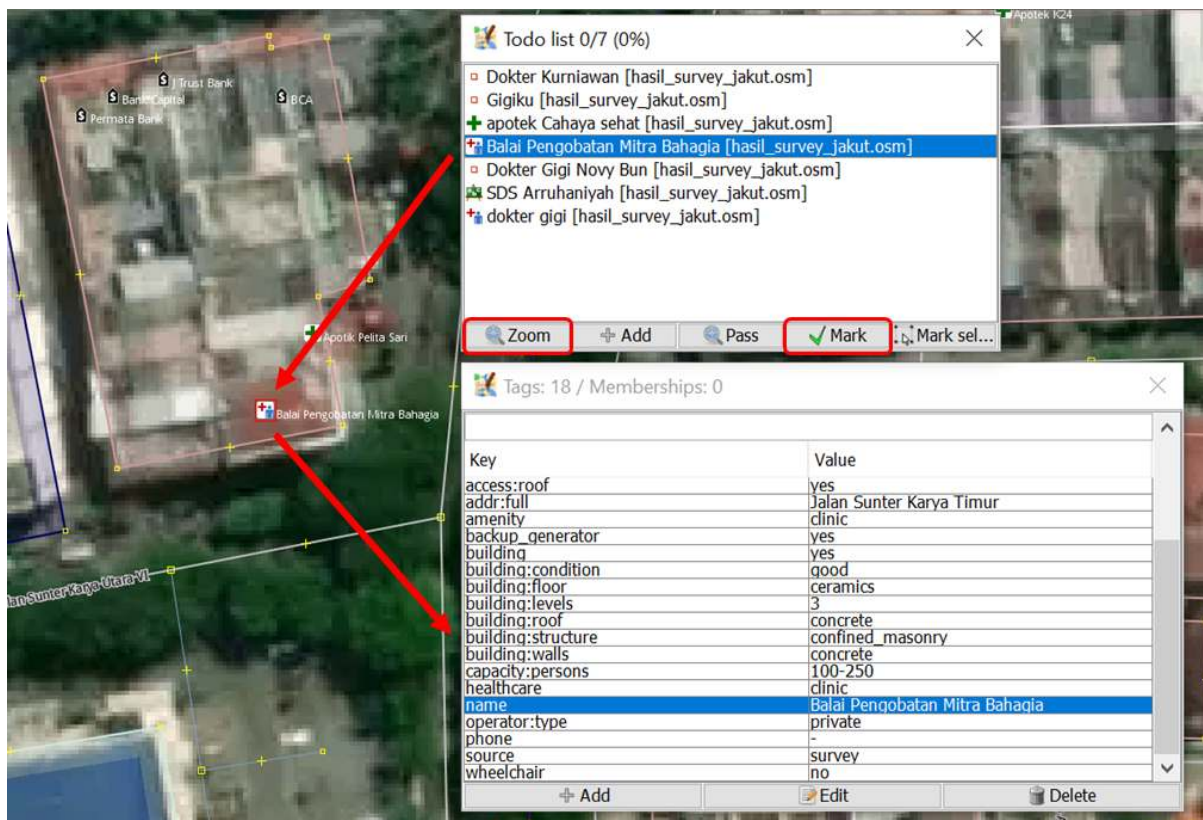 Apotek K24
J Trust Bank
Bank Capital
BCA
Permata Bank
Apotik Pelita Sari
Balai Pengobatan Mitra Bahagia
Jalan Sunter Karya Utara VI
Todo list 0/7 (0%)
Dokter Kurniawan [hasil_survey_jakut.osm]
Gigiku [hasil_survey_jakut.osm]
apotek Cahaya sehat [hasil_survey_jakut.osm]
Balai Pengobatan Mitra Bahagia [hasil_survey_jakut.osm]
Dokter Gigi Novy Bun [hasil_survey_jakut.osm]
SDS Arruhaniyah [hasil_survey_jakut.osm]
dokter gigi [hasil_survey_jakut.osm]
Zoom Add Pass Mark Mark sel...
Tags: 18 / Memberships: 0
Key Value
access:roof yes
addr:full Jalan Sunter Karya Timur
amenity clinic
backup_generator yes
building yes
building:condition good
building:floor ceramics
building:levels 3
building:roof concrete
building:structure confined_masonry
building:walls concrete
capacity:persons 100-250
healthcare clinic
name Balai Pengobatan Mitra Bahagia
operator:type private
phone -
source survey
wheelchair no
Add Edit Delete